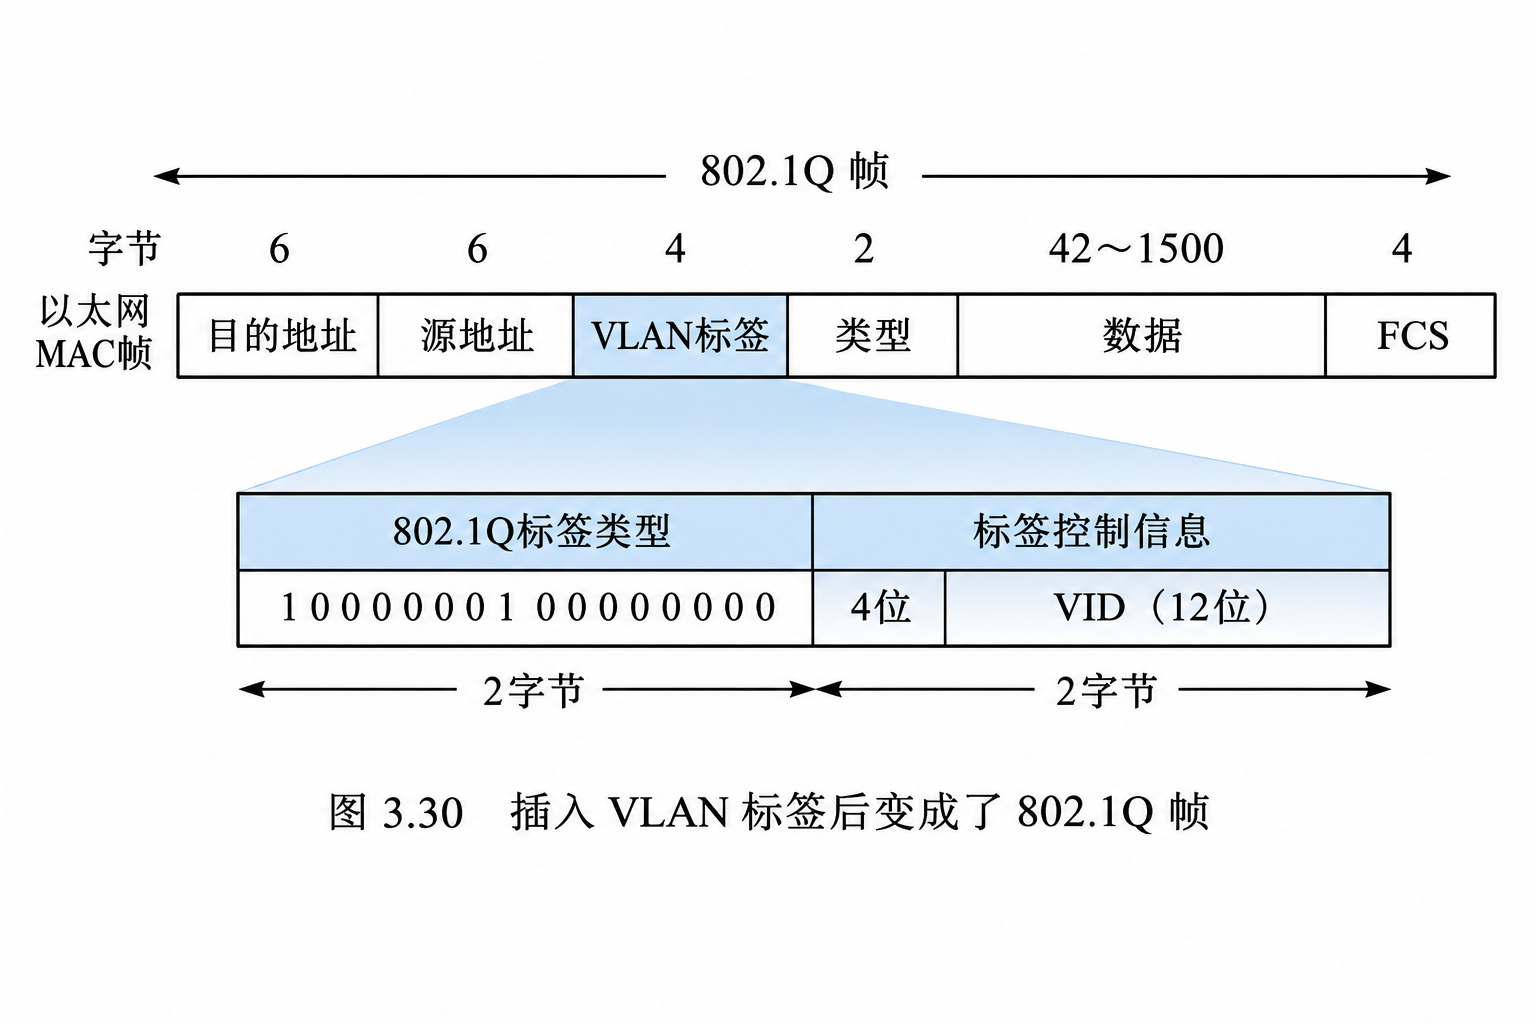 802.1Q 帧
字节 6 6 4 2 42～1500 4
以太网
MAC帧
目的地址 源地址 VLAN标签 类型 数据 FCS
802.1Q标签类型 标签控制信息
1 0 0 0 0 0 0 1 0 0 0 0 0 0 0 0 4位 VID（12位）
2字节 2字节
图 3.30 插入 VLAN 标签后变成了 802.1Q 帧